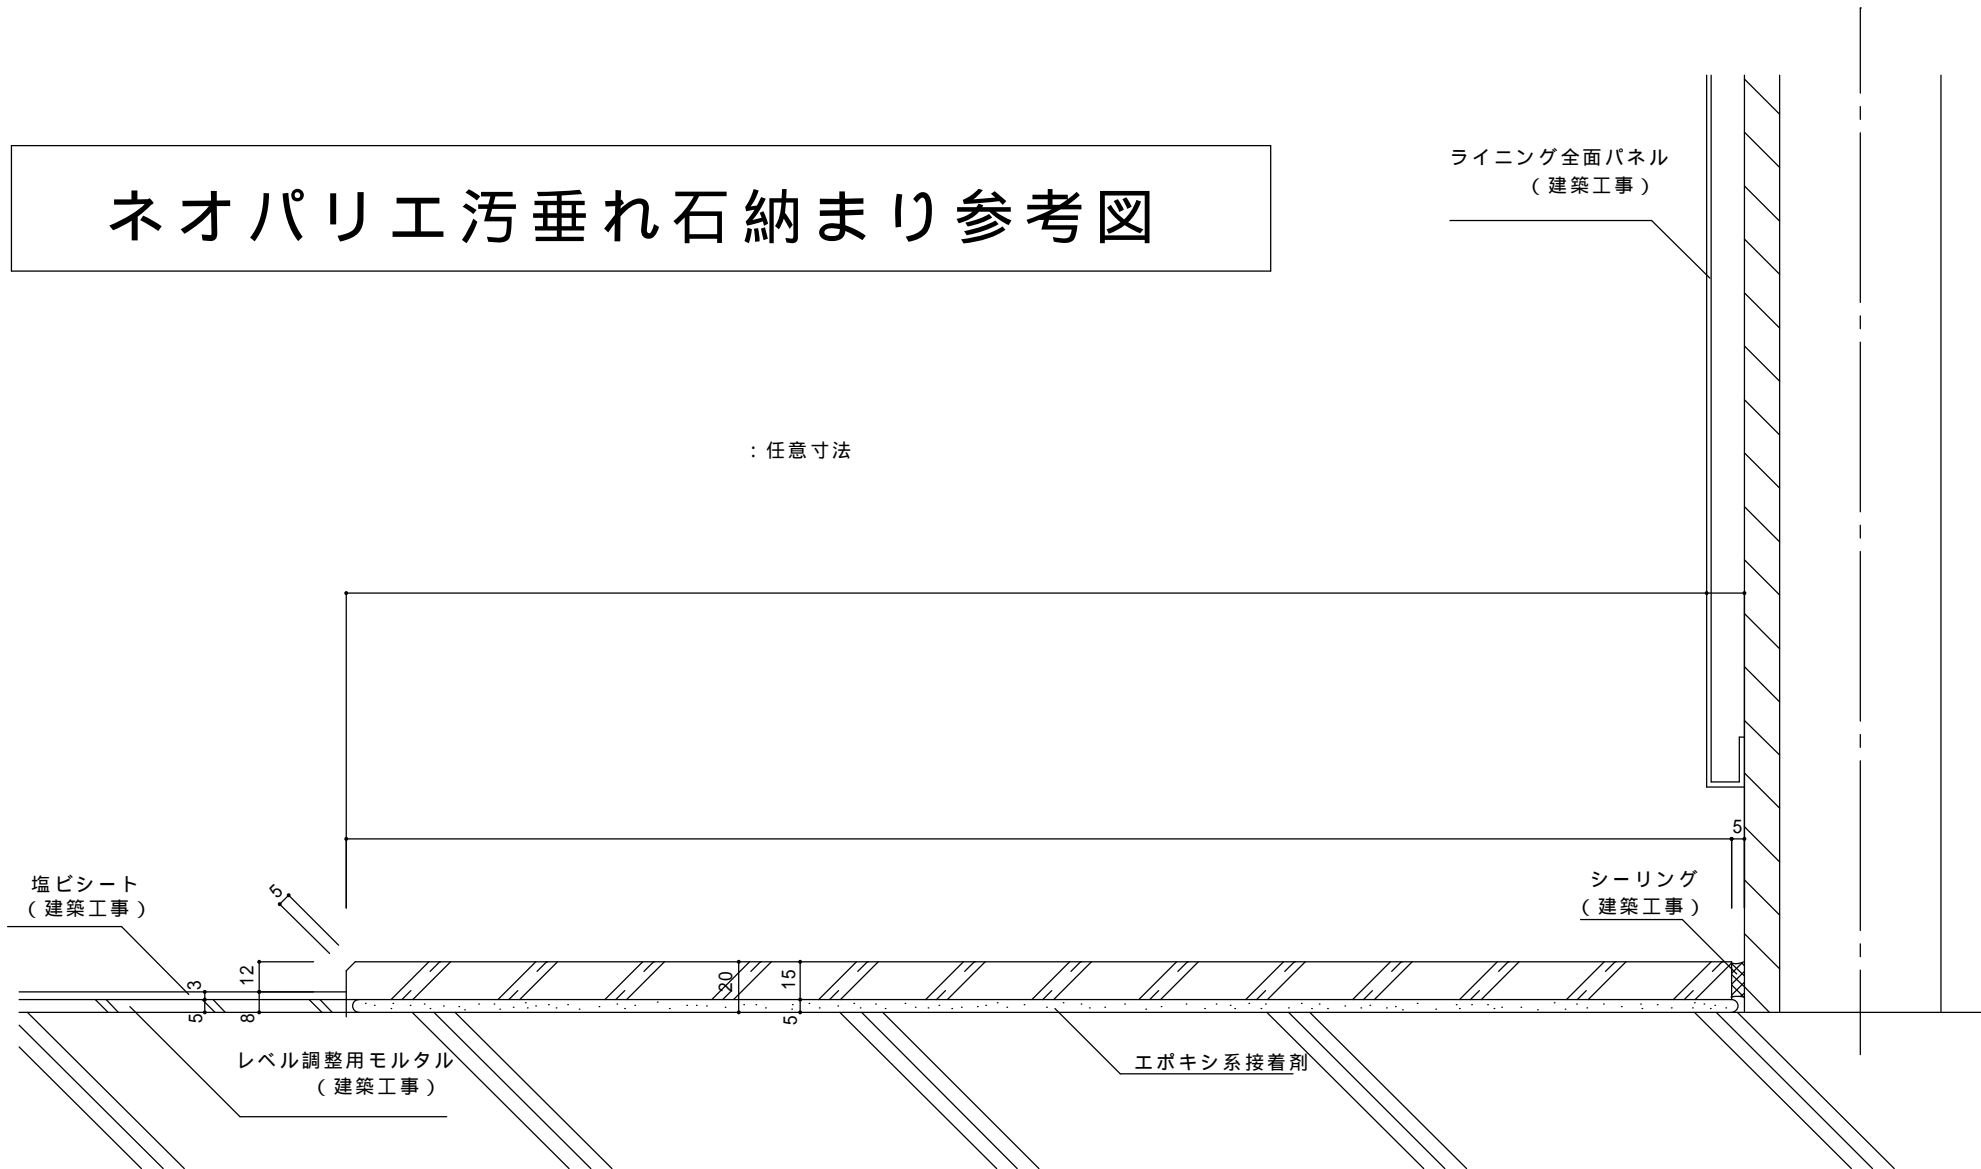 ネオパリエ汚垂れ石納まり参考図
ライニング全面パネル
（建築工事）
：任意寸法
5
塩ビシート
（建築工事）
5
シーリング
（建築工事）
3
12
20
15
5
8
5
レベル調整用モルタル
（建築工事）
エポキシ系接着剤